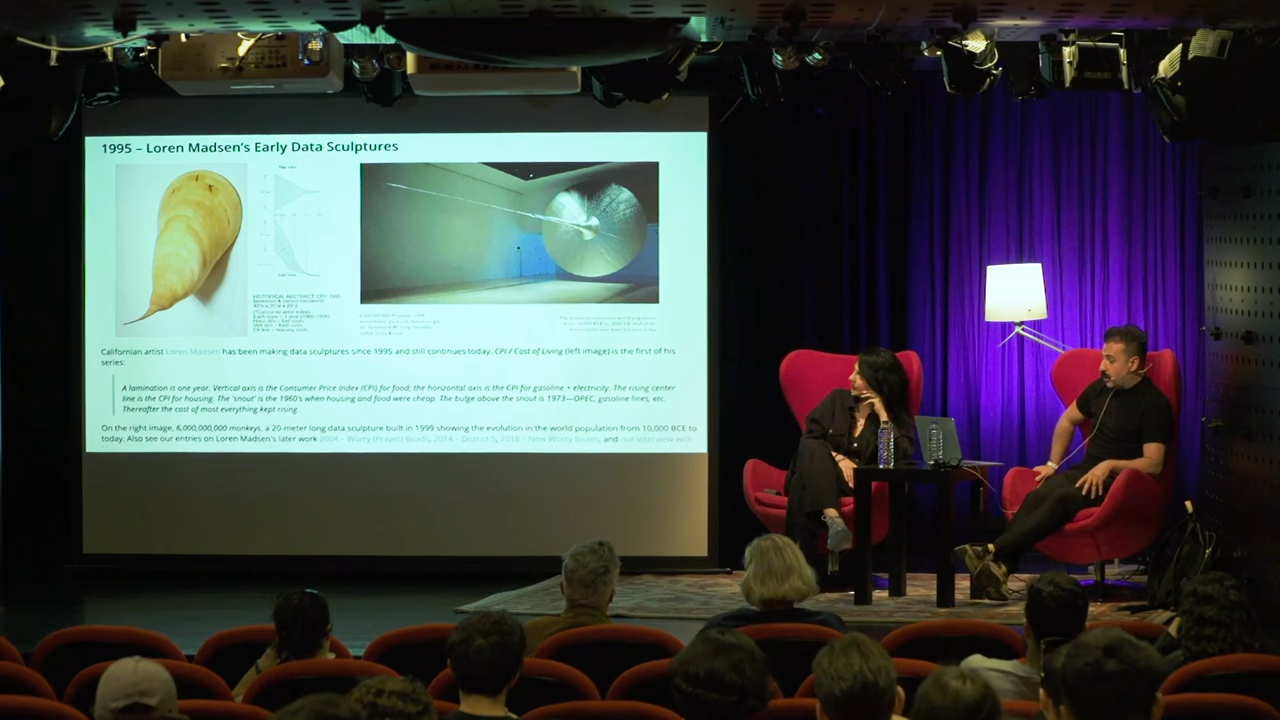 1995 – Loren Madsen's Early Data Sculptures
HISTORICAL ABSTRACT: CPI
Californian artist Loren Madsen has been making data sculptures since 1995 and still continues today. CPI / Cost of Living (left image) is the first of his
series:
A lamination is one year. Vertical axis is the Consumer Price Index (CPI) for food; the horizontal axis is the CPI for gasoline + electricity. The rising center
line is the CPI for housing. The 'snout' is the 1960's when housing and food were cheap. The bulge above the snout is 1973—OPEC, gasoline lines, etc.
Thereafter the cost of most everything kept rising.
On the right image, 6,000,000,000 monkeys, a 20-meter long data sculpture built in 1999 showing the evolution in the world population from 10,000 BCE to
today. Also see our entries on Loren Madsen's later work 2004 – Worry (Prayer) Beads, 2014 – District 5, 2016 – New Worry Beads, and our interview with